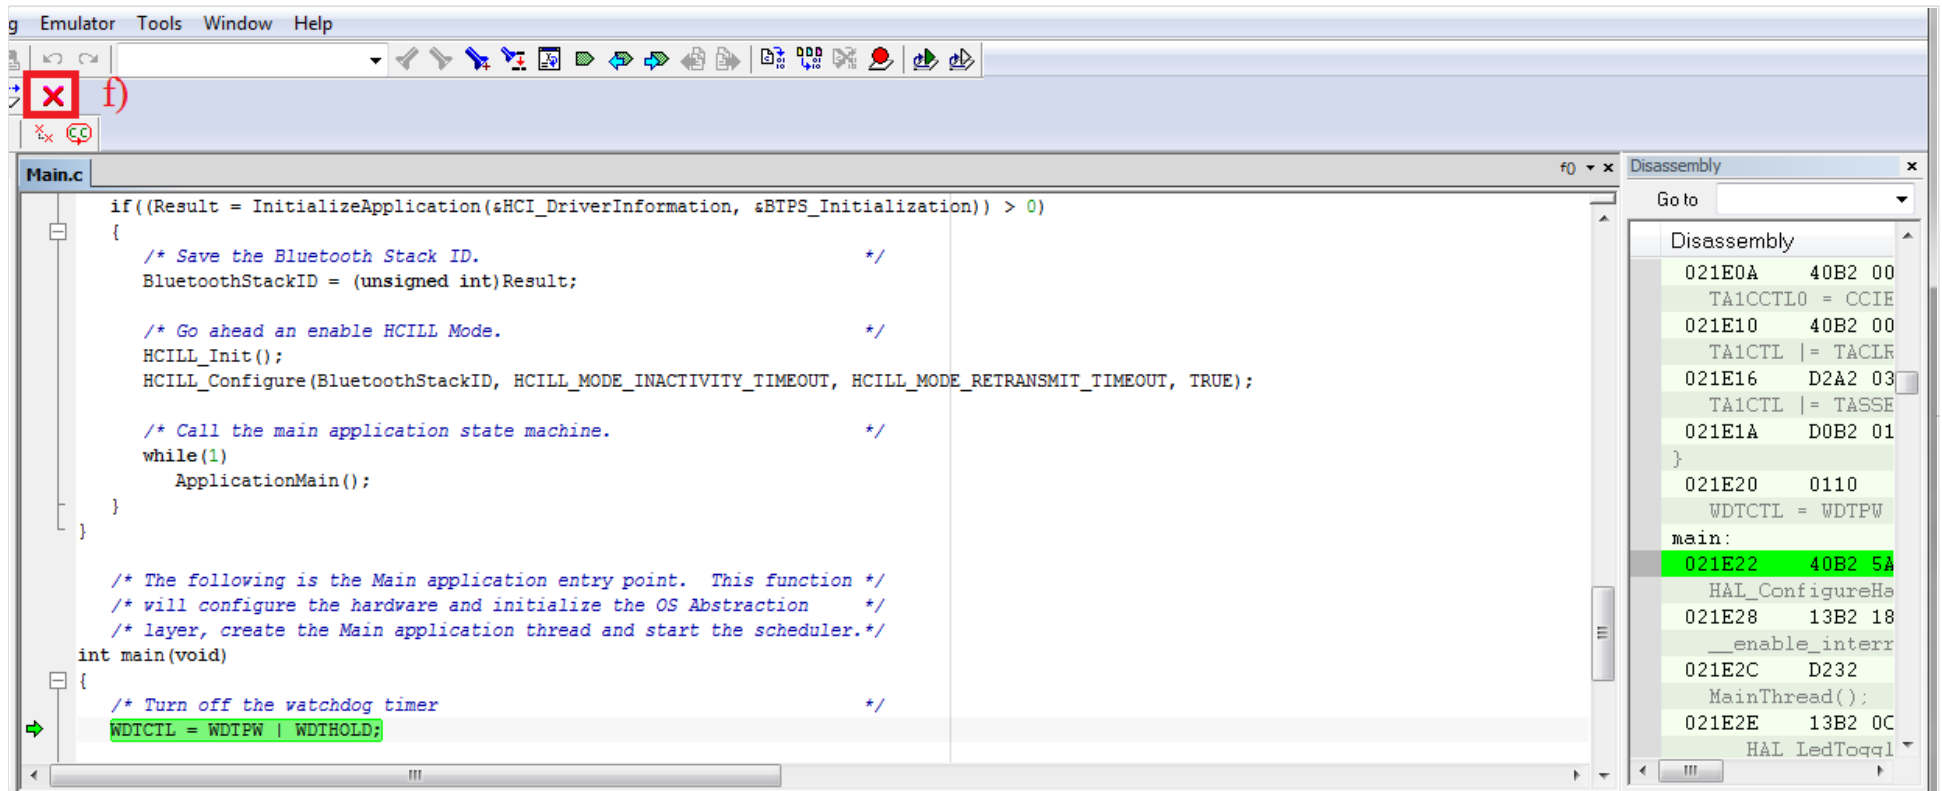 g Emulator Tools Window Help
f)
Main.c
f()
if((Result = InitializeApplication(&HCI_DriverInformation, &BTPS_Initialization)) > 0)
{
/* Save the Bluetooth Stack ID. */
BluetoothStackID = (unsigned int)Result;
/* Go ahead an enable HCILL Mode. */
HCILL_Init();
HCILL_Configure(BluetoothStackID, HCILL_MODE_INACTIVITY_TIMEOUT, HCILL_MODE_RETRANSMIT_TIMEOUT, TRUE);
/* Call the main application state machine. */
while(1)
ApplicationMain();
}
}
/* The following is the Main application entry point. This function */
/* will configure the hardware and initialize the OS Abstraction */
/* layer, create the Main application thread and start the scheduler.*/
int main(void)
{
/* Turn off the watchdog timer */
WDTCTL = WDTPW | WDTHOLD;
Disassembly
Go to
Disassembly
021E0A 40B2 00
TA1CCTL0 = CCIE
021E10 40B2 00
TA1CTL |= TACLR
021E16 D2A2 03
TA1CTL |= TASSE
021E1A D0B2 01
}
021E20 0110
WDTCTL = WDTPW
main:
021E22 40B2 5A
HAL_ConfigureHa
021E28 13B2 18
__enable_interr
021E2C D232
MainThread();
021E2E 13B2 0C
HAL_LedToggl